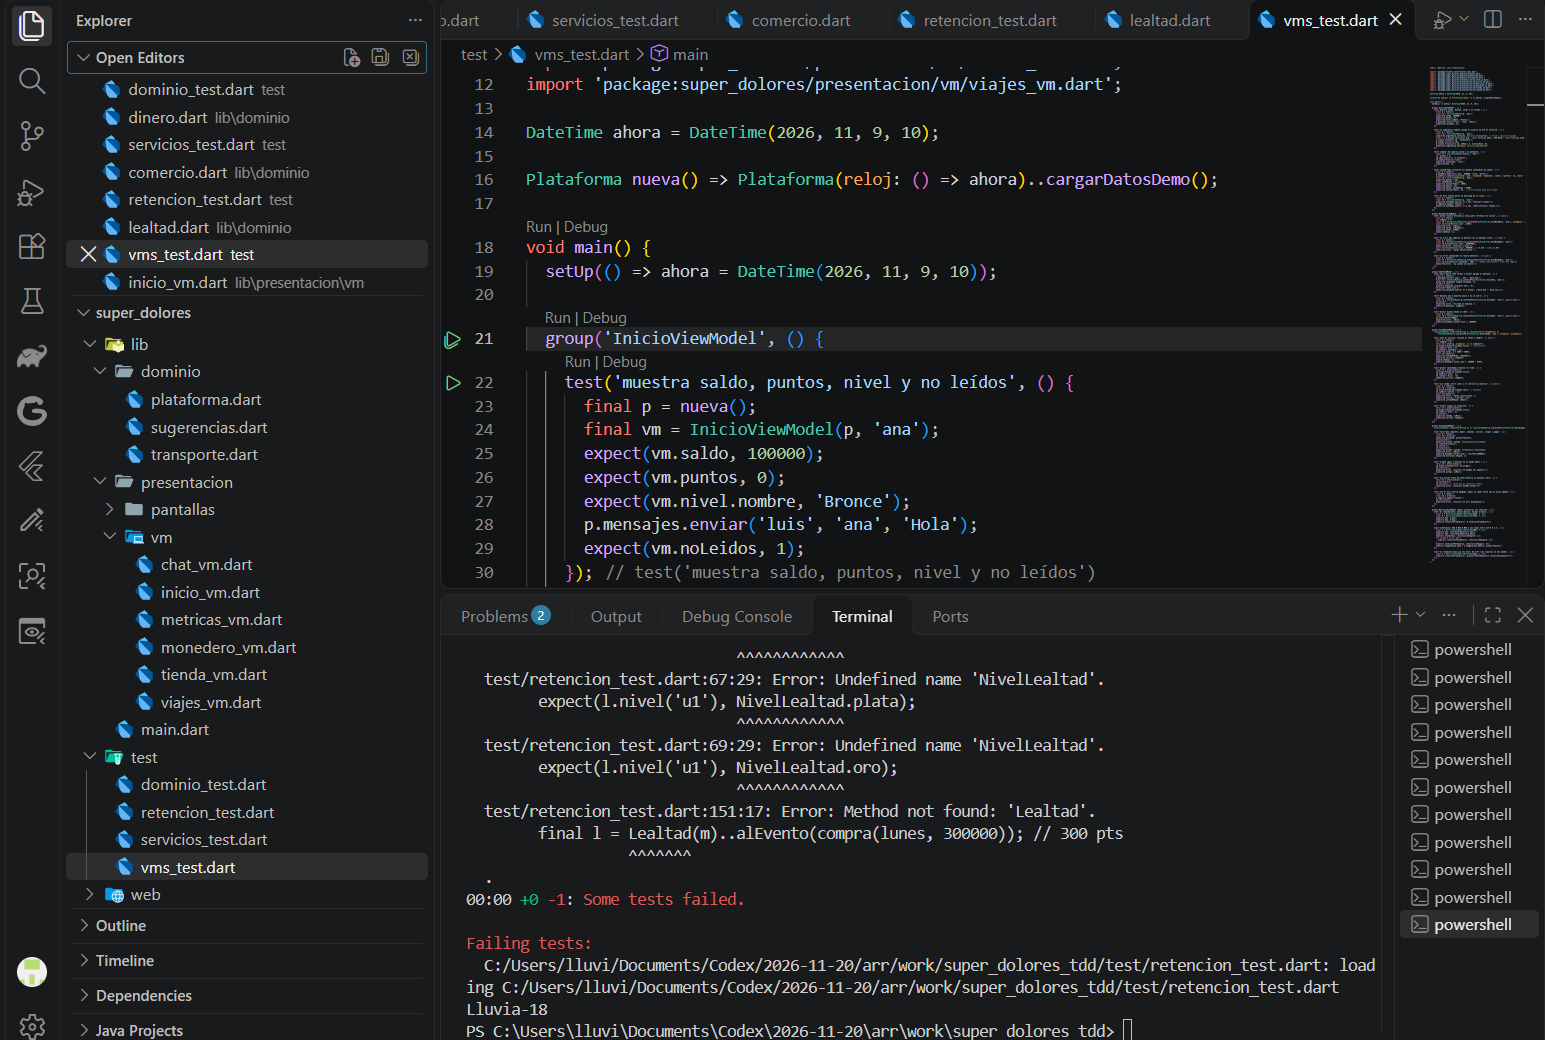 Explorer
Open Editors
dominio_test.dart test
dinero.dart lib\dominio
servicios_test.dart test
comercio.dart lib\dominio
retencion_test.dart test
lealtad.dart lib\dominio
vms_test.dart test
inicio_vm.dart lib\presentacion\vm
super_dolores
lib
dominio
plataforma.dart
sugerencias.dart
transporte.dart
presentacion
pantallas
vm
chat_vm.dart
inicio_vm.dart
metricas_vm.dart
monedero_vm.dart
tienda_vm.dart
viajes_vm.dart
main.dart
test
dominio_test.dart
retencion_test.dart
servicios_test.dart
vms_test.dart
web
Outline
Timeline
Dependencies
Java Projects
o.dart servicios_test.dart comercio.dart retencion_test.dart lealtad.dart vms_test.dart
test > vms_test.dart > main
12 import 'package:super_dolores/presentacion/vm/viajes_vm.dart';
13
14 DateTime ahora = DateTime(2026, 11, 9, 10);
15
16 Plataforma nueva() => Plataforma(reloj: () => ahora)..cargarDatosDemo();
17
Run | Debug
18 void main() {
19 setUp(() => ahora = DateTime(2026, 11, 9, 10));
20
Run | Debug
21 group('InicioViewModel', () {
Run | Debug
22 test('muestra saldo, puntos, nivel y no leídos', () {
23 final p = nueva();
24 final vm = InicioViewModel(p, 'ana');
25 expect(vm.saldo, 100000);
26 expect(vm.puntos, 0);
27 expect(vm.nivel.nombre, 'Bronce');
28 p.mensajes.enviar('luis', 'ana', 'Hola');
29 expect(vm.noLeidos, 1);
30 }); // test('muestra saldo, puntos, nivel y no leídos')
Problems 2 Output Debug Console Terminal Ports
^^^^^^^^^^^^
test/retencion_test.dart:67:29: Error: Undefined name 'NivelLealtad'.
expect(l.nivel('u1'), NivelLealtad.plata);
^^^^^^^^^^^^
test/retencion_test.dart:69:29: Error: Undefined name 'NivelLealtad'.
expect(l.nivel('u1'), NivelLealtad.oro);
^^^^^^^^^^^^
test/retencion_test.dart:151:17: Error: Method not found: 'Lealtad'.
final l = Lealtad(m)..alEvento(compra(lunes, 300000)); // 300 pts
^^^^^^^
.
00:00 +0 -1: Some tests failed.
Failing tests:
C:/Users/lluvi/Documents/Codex/2026-11-20/arr/work/super_dolores_tdd/test/retencion_test.dart: load
ing C:/Users/lluvi/Documents/Codex/2026-11-20/arr/work/super_dolores_tdd/test/retencion_test.dart
Lluvia-18
PS C:\Users\lluvi\Documents\Codex\2026-11-20\arr\work\super_dolores_tdd>
powershell
powershell
powershell
powershell
powershell
powershell
powershell
powershell
powershell
powershell
powershell